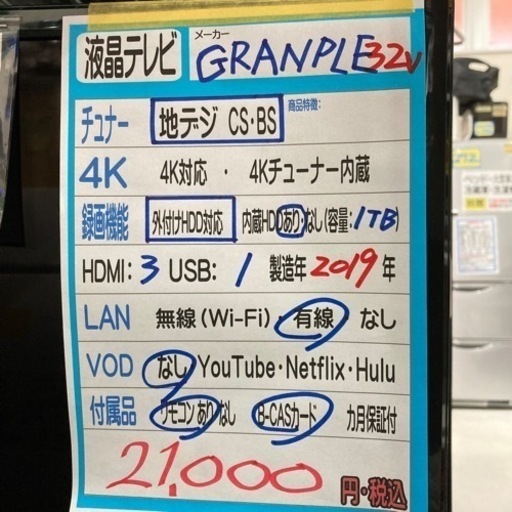 液晶テレビ
メーカー
GRANPLE 32V
チュナー 地デジ CS・BS 商品特徴:
4K 4K対応 ・ 4Kチューナー内蔵
録画機能 外付けHDD対応 内蔵HDDあり・なし(容量:1TB)
HDMI:3 USB:1 製造年2019年
LAN 無線(Wi-Fi)・有線 なし
VOD なし YouTube・Netflix・Hulu
付属品 リモコンあり なし B-CASカード カ月保証付
21,000
円・税込